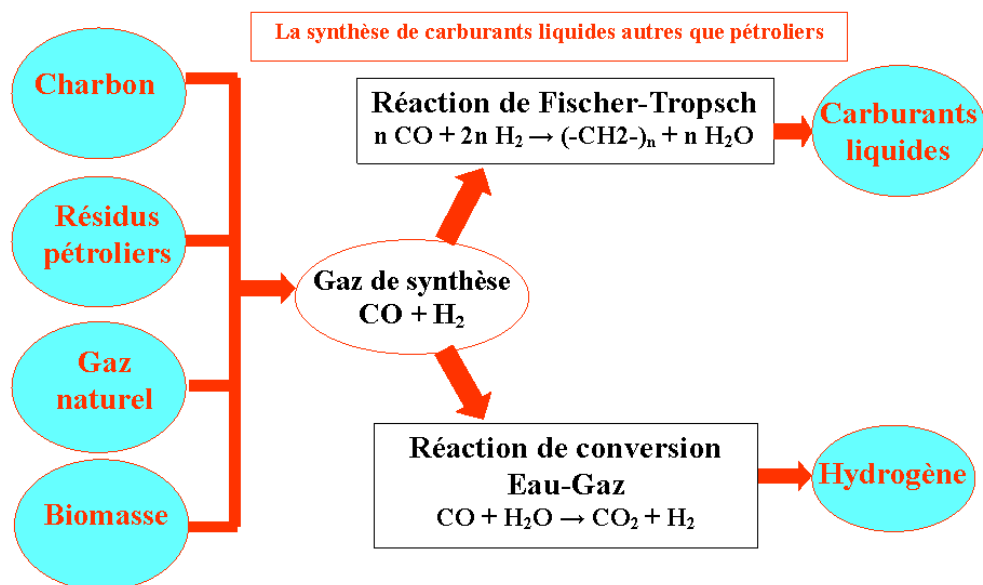 La synthèse de carburants liquides autres que pétroliers
Charbon
Résidus
pétroliers
Gaz
naturel
Biomasse
Gaz de synthèse
CO + H₂
Réaction de Fischer-Tropsch
n CO + 2n H₂ → (-CH2-)ₙ + n H₂O
Carburants
liquides
Réaction de conversion
Eau-Gaz
CO + H₂O → CO₂ + H₂
Hydrogène